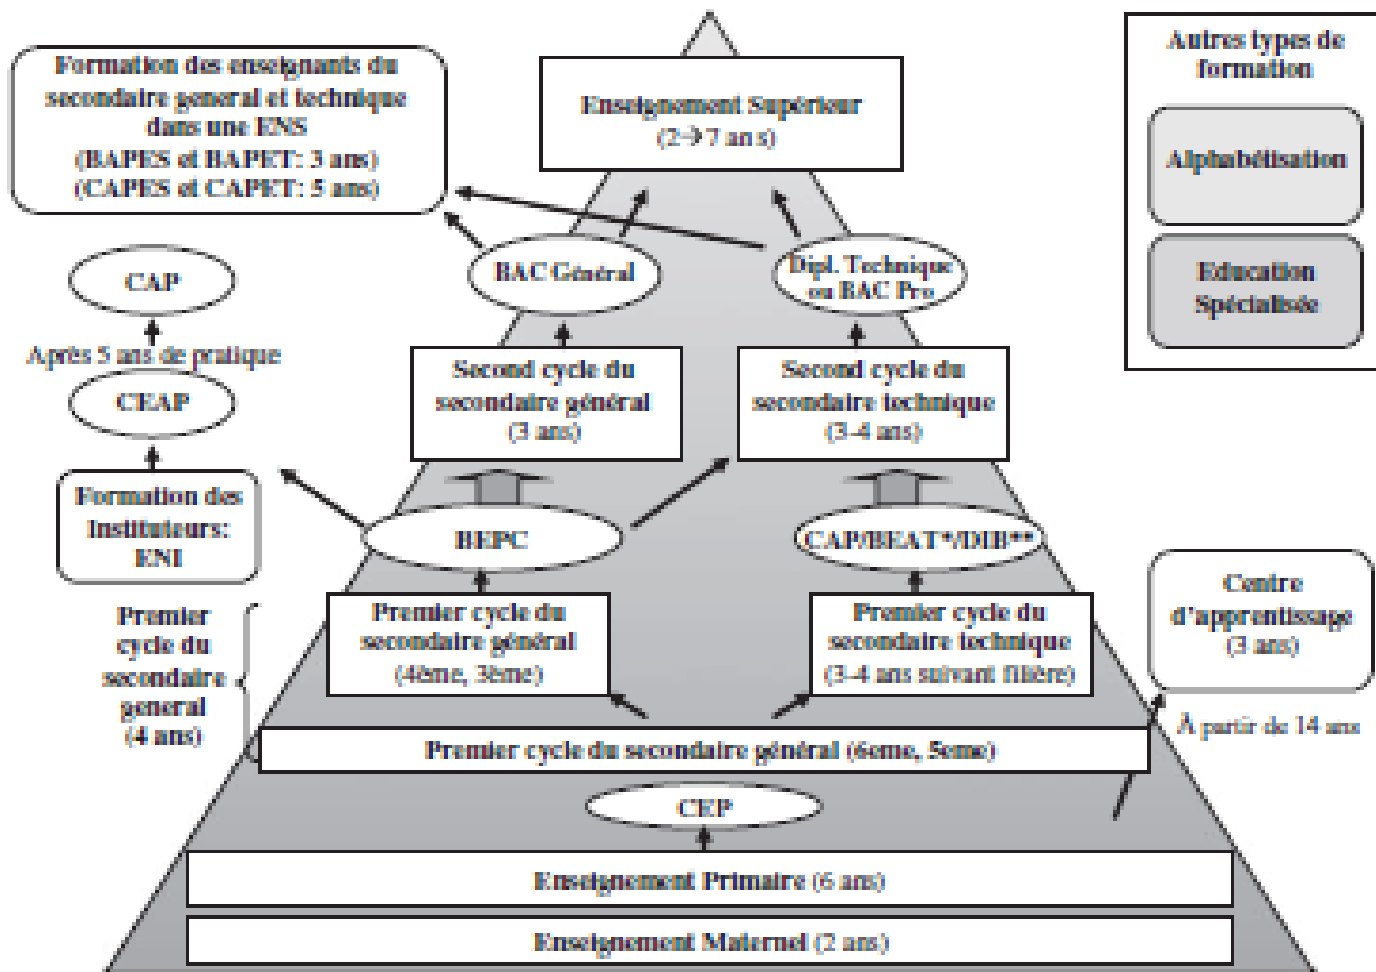 Formation des enseignants du
secondaire general et technique
dans une ENS
(BAPES et BAPET: 3 ans)
(CAPES et CAPET: 5 ans)
Enseignement Supérieur
(2→7 ans)
Autres types de
formation
Alphabétisation
Education
Spécialisée
CAP
Après 5 ans de pratique
CEAP
Formation des
Instituteurs:
ENI
BAC Général
Dipl. Technique
ou BAC Pro
Second cycle du
secondaire général
(3 ans)
Second cycle du
secondaire technique
(3-4 ans)
BEPC
CAP/BEAT*/DIB**
Premier
cycle du
secondaire
general
(4 ans)
Premier cycle du
secondaire général
(4ème, 3ème)
Premier cycle du
secondaire technique
(3-4 ans suivant filière)
Centre
d'apprentissage
(3 ans)
À partir de 14 ans
Premier cycle du secondaire général (6eme, 5eme)
CEP
Enseignement Primaire (6 ans)
Enseignement Maternel (2 ans)